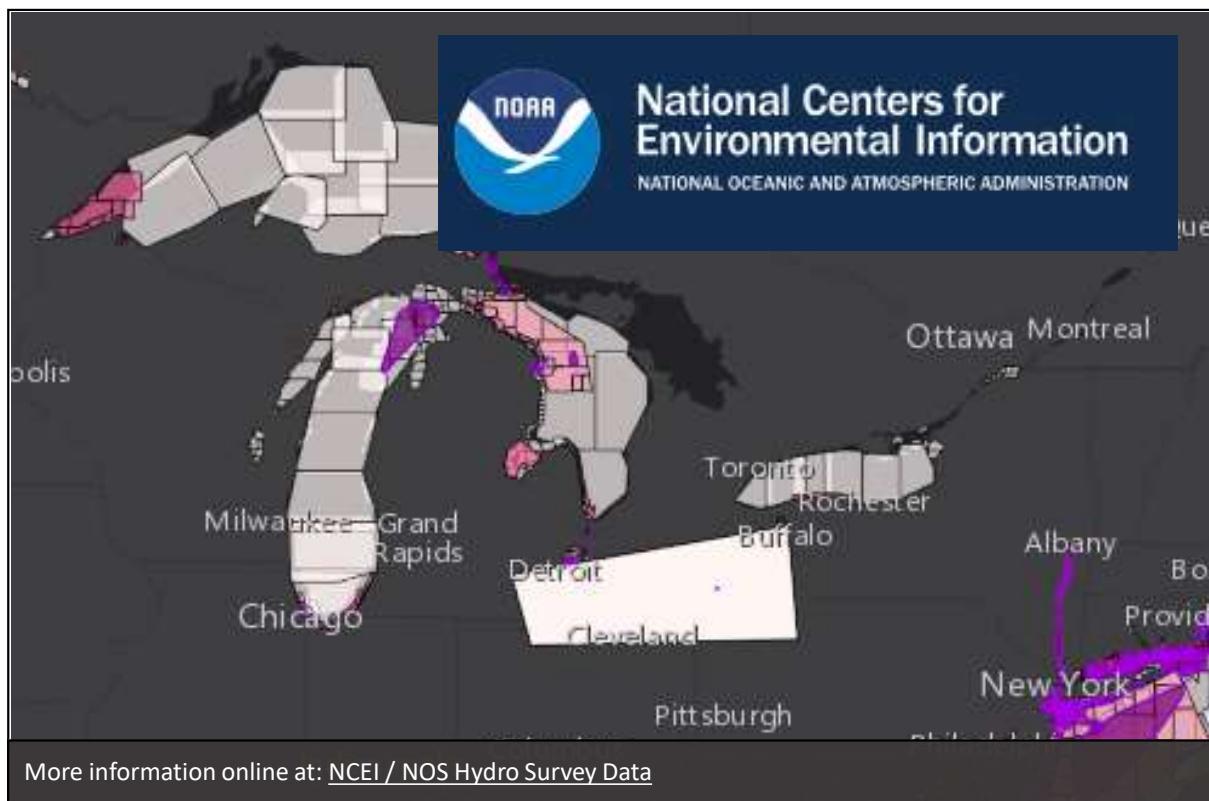 NOAA
National Centers for
Environmental Information
NATIONAL OCEANIC AND ATMOSPHERIC ADMINISTRATION
Ottawa
Montreal
Toronto
Rochester
Milwaukee
Grand
Rapids
Buffalo
Detroit
Albany
Chicago
Cleveland
New York
Pittsburgh
More information online at: NCEI / NOS Hydro Survey Data